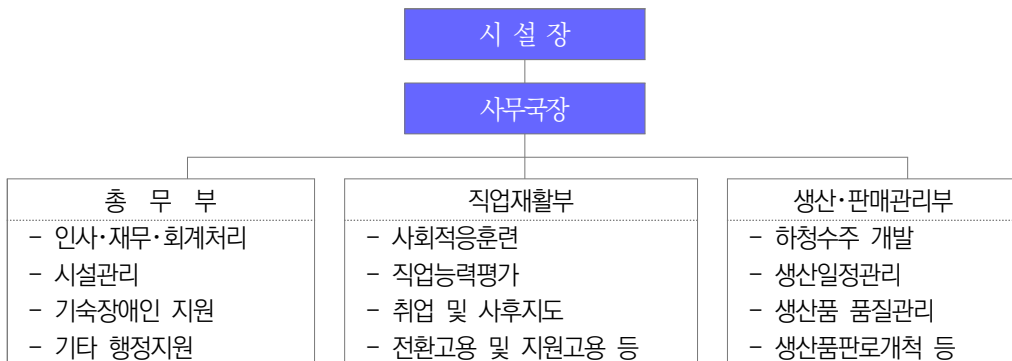 시 설 장
사무국장
총 무 부
- 인사·재무·회계처리
- 시설관리
- 기숙장애인 지원
- 기타 행정지원
직업재활부
- 사회적응훈련
- 직업능력평가
- 취업 및 사후지도
- 전환고용 및 지원고용 등
생산·판매관리부
- 하청수주 개발
- 생산일정관리
- 생산품 품질관리
- 생산품판로개척 등